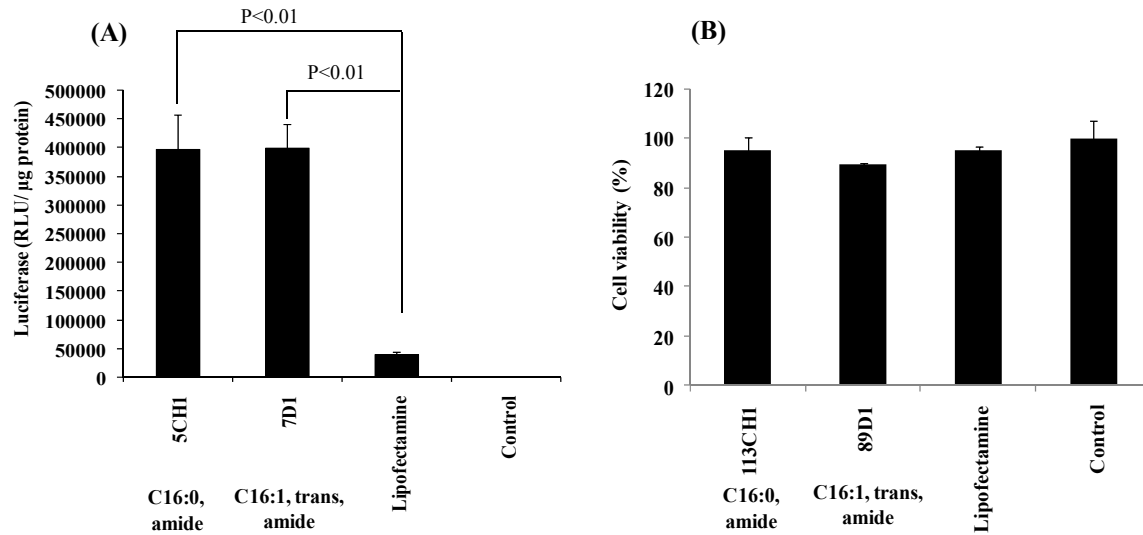 (A)
P<0.01
P<0.01
Luciferase (RLU/ µg protein)
500000
450000
400000
350000
300000
250000
200000
150000
100000
50000
0
5CH1
7D1
Lipofectamine
Control
C16:0,
amide
C16:1, trans,
amide
(B)
Cell viability (%)
120
100
80
60
40
20
0
113CH1
89D1
Lipofectamine
Control
C16:0,
amide
C16:1, trans,
amide